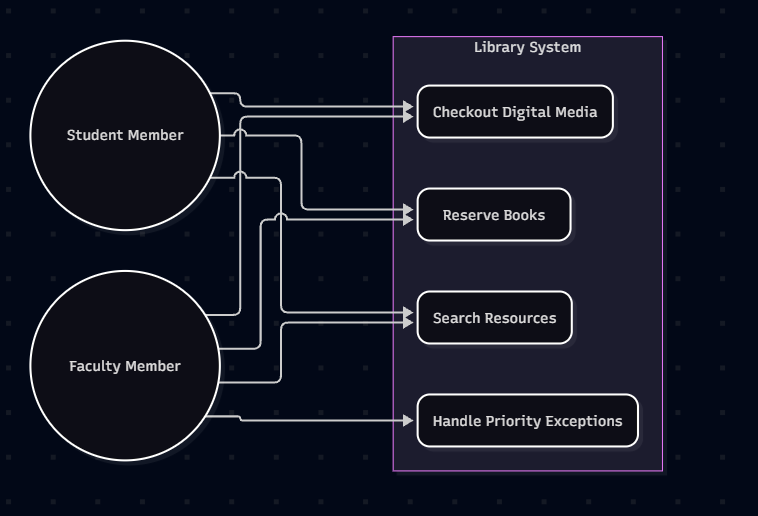 Library System
Student Member
Checkout Digital Media
Reserve Books
Search Resources
Faculty Member
Handle Priority Exceptions